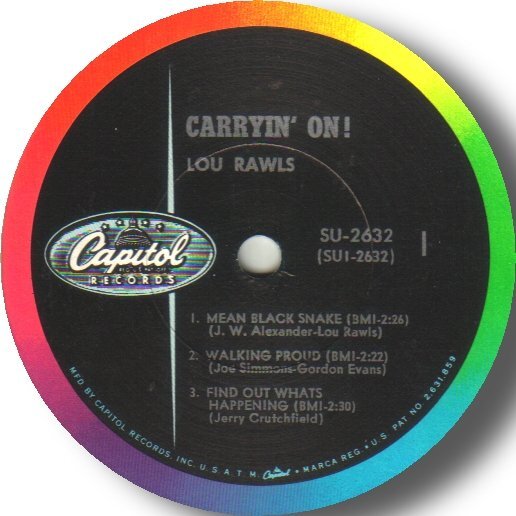 CARRYIN' ON!
LOU RAWLS
Capitol
RECORDS
SU-2632
(SU1-2632)
1
1. MEAN BLACK SNAKE (BMI-2:26)
(J. W. Alexander-Lou Rawls)
2. WALKING PROUD (BMI-2:22)
(Joe Simmons-Gordon Evans)
3. FIND OUT WHATS
HAPPENING (BMI-2:30)
(Jerry Crutchfield)
MFD BY CAPITOL RECORDS, INC. U.S.A. T.M. Capitol • MARCA REG. • U.S. PAT NO 2,631,859